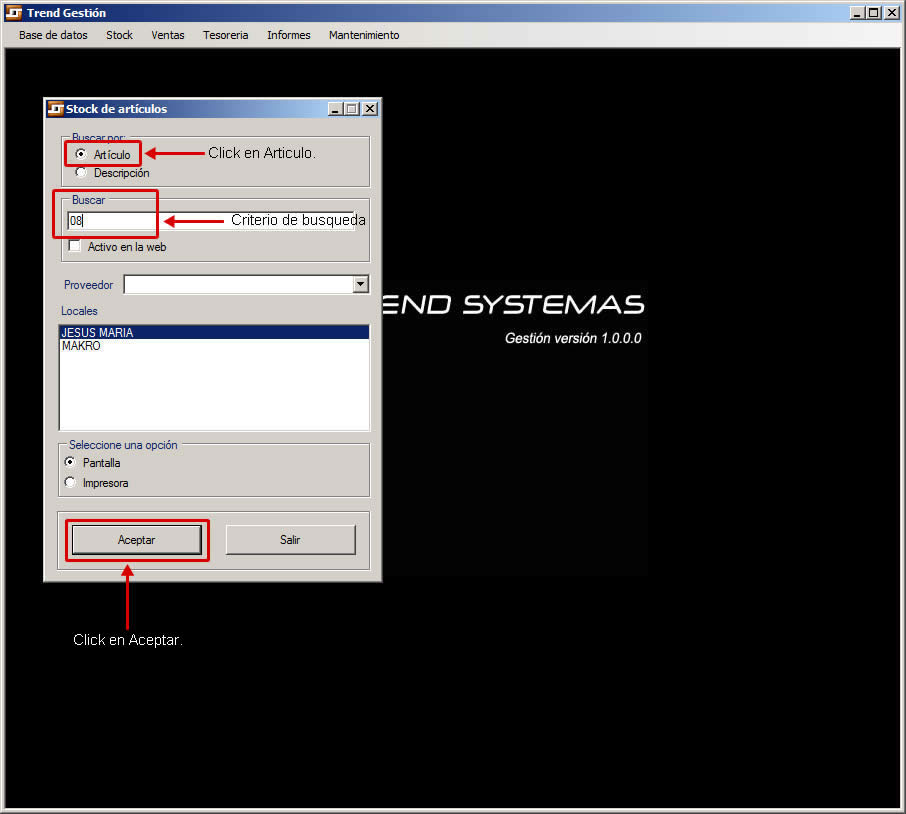 Trend Gestión
Base de datos Stock Ventas Tesoreria Informes Mantenimiento
Stock de artículos
Buscar por:
Artículo
Click en Articulo.
Descripción
Buscar
08
Criterio de busqueda
Activo en la web
Proveedor
Locales
JESUS MARIA
MAKRO
END SYSTEMAS
Gestión versión 1.0.0.0
Seleccione una opción
Pantalla
Impresora
Aceptar Salir
Click en Aceptar.